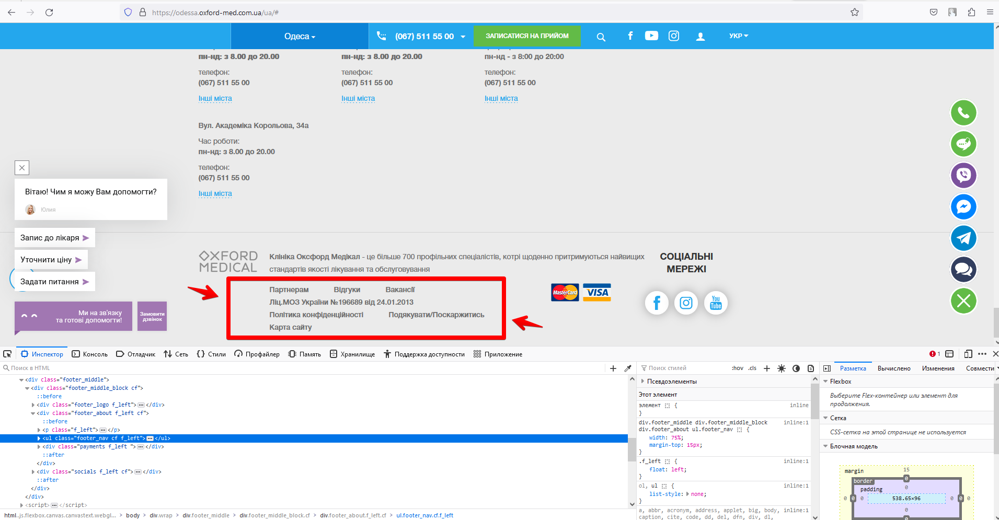 https://odessa.oxford-med.com.ua/ua/#
Одеса
(067) 511 55 00
ЗАПИСАТИСЯ НА ПРИЙОМ
УКР
пн-нд: з 8.00 до 20.00
телефон:
(067) 511 55 00
Інші міста
пн-нд: з 8.00 до 20.00
телефон:
(067) 511 55 00
Інші міста
пн-нд - з 8:00 до 20:00
телефон:
(067) 511 55 00
Інші міста
Вул. Академіка Корольова, 34а
Час роботи:
пн-нд: з 8.00 до 20.00
телефон:
(067) 511 55 00
Інші міста
Вітаю! Чим я можу Вам допомогти?
Юлия
Запис до лікаря
Уточнити ціну
Задати питання
Ми на зв'язку
та готові допомогти!
Замовити
дзвінок
OXFORD
MEDICAL
Клініка Оксфорд Медікал - це більше 700 профільних спеціалістів, котрі щоденно притримуються найвищих
стандартів якості лікування та обслуговування
Партнерам Відгуки Вакансії
Ліц.МОЗ України №196689 від 24.01.2013
Політика конфіденційності Подякувати/Поскаржитись
Карта сайту
MasterCard VISA
СОЦІАЛЬНІ
МЕРЕЖІ
You
Tube
Инспектор Консоль Отладчик Сеть Стили Профайлер Память Хранилище Поддержка доступности Приложение
1
Поиск в HTML
<div class="footer_middle">
<div class="footer_middle_block cf">
::before
<div class="footer_logo f_left"> ••• </div>
<div class="footer_about f_left cf">
::before
<p class="f_left"> ••• </p>
<ul class="footer_nav cf f_left"> ••• </ul>
<div class="payments f_left "> ••• </div>
::after
</div>
<div class="socials f_left cf"> ••• </div>
::after
</div>
</div>
<script> ••• </script>
html.js.flexbox.canvas.canvastext.webgl… > body > div.wrap > div.footer_middle > div.footer_middle_block.cf > div.footer_about.f_left.cf > ul.footer_nav.cf.f_left
Поиск стилей
:hov .cls +
Псевдоэлементы
Этот элемент
элемент { inline
}
div.footer_middle div.footer_middle_block inline:1
div.footer_about ul.footer_nav {
width: 75%;
margin-top: 15px;
}
.f_left { inline:1
float: left;
}
ol, ul { inline:1
list-style: none;
}
a, abbr, acronym, address, applet, big, body, inline:1
caption, cite, code, dd, del, dfn, div, dl,
Разметка Вычислено Изменения Совмести
Flexbox
Выберите Flex-контейнер или элемент для
продолжения.
Сетка
CSS-сетка на этой странице не используется
Блочная модель
margin 15
border 0
padding 0
0 0 0 538.65×96 0 0 0
0
0